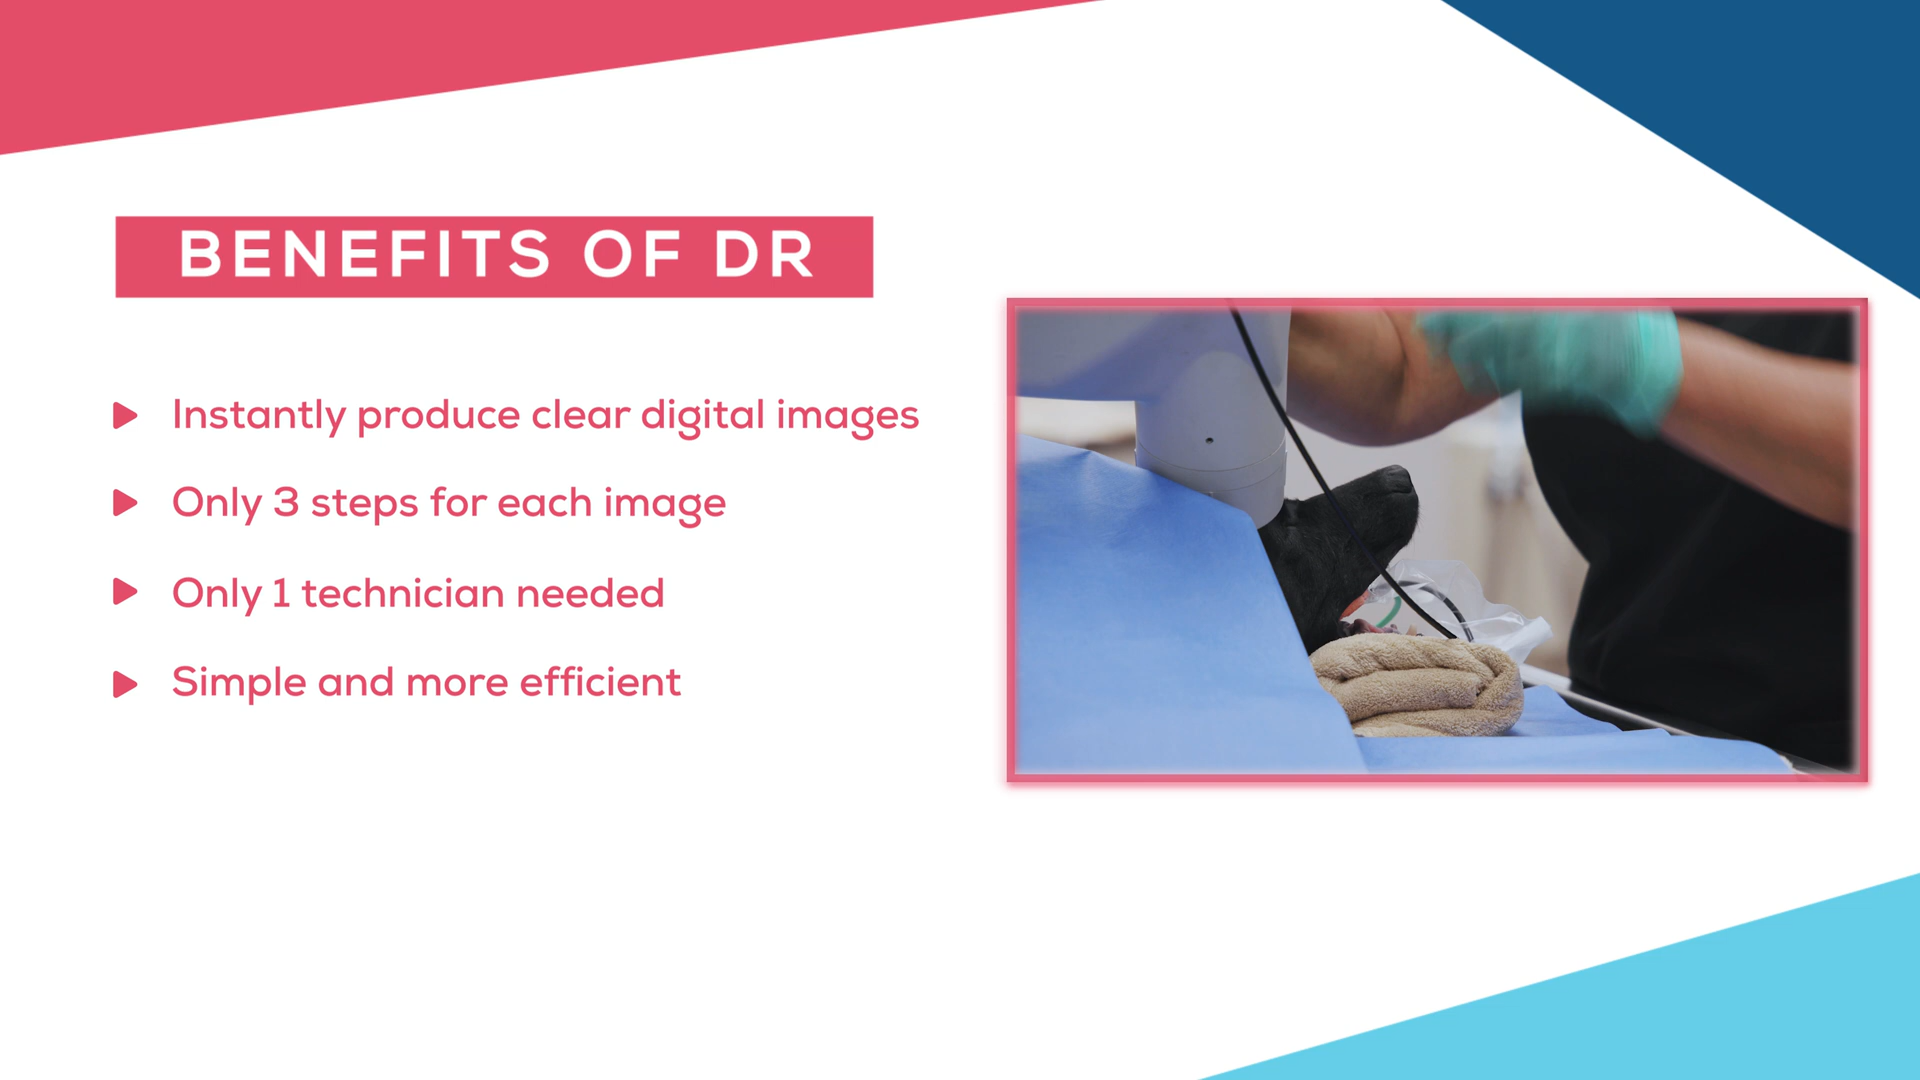 BENEFITS OF DR
Instantly produce clear digital images
Only 3 steps for each image
Only 1 technician needed
Simple and more efficient